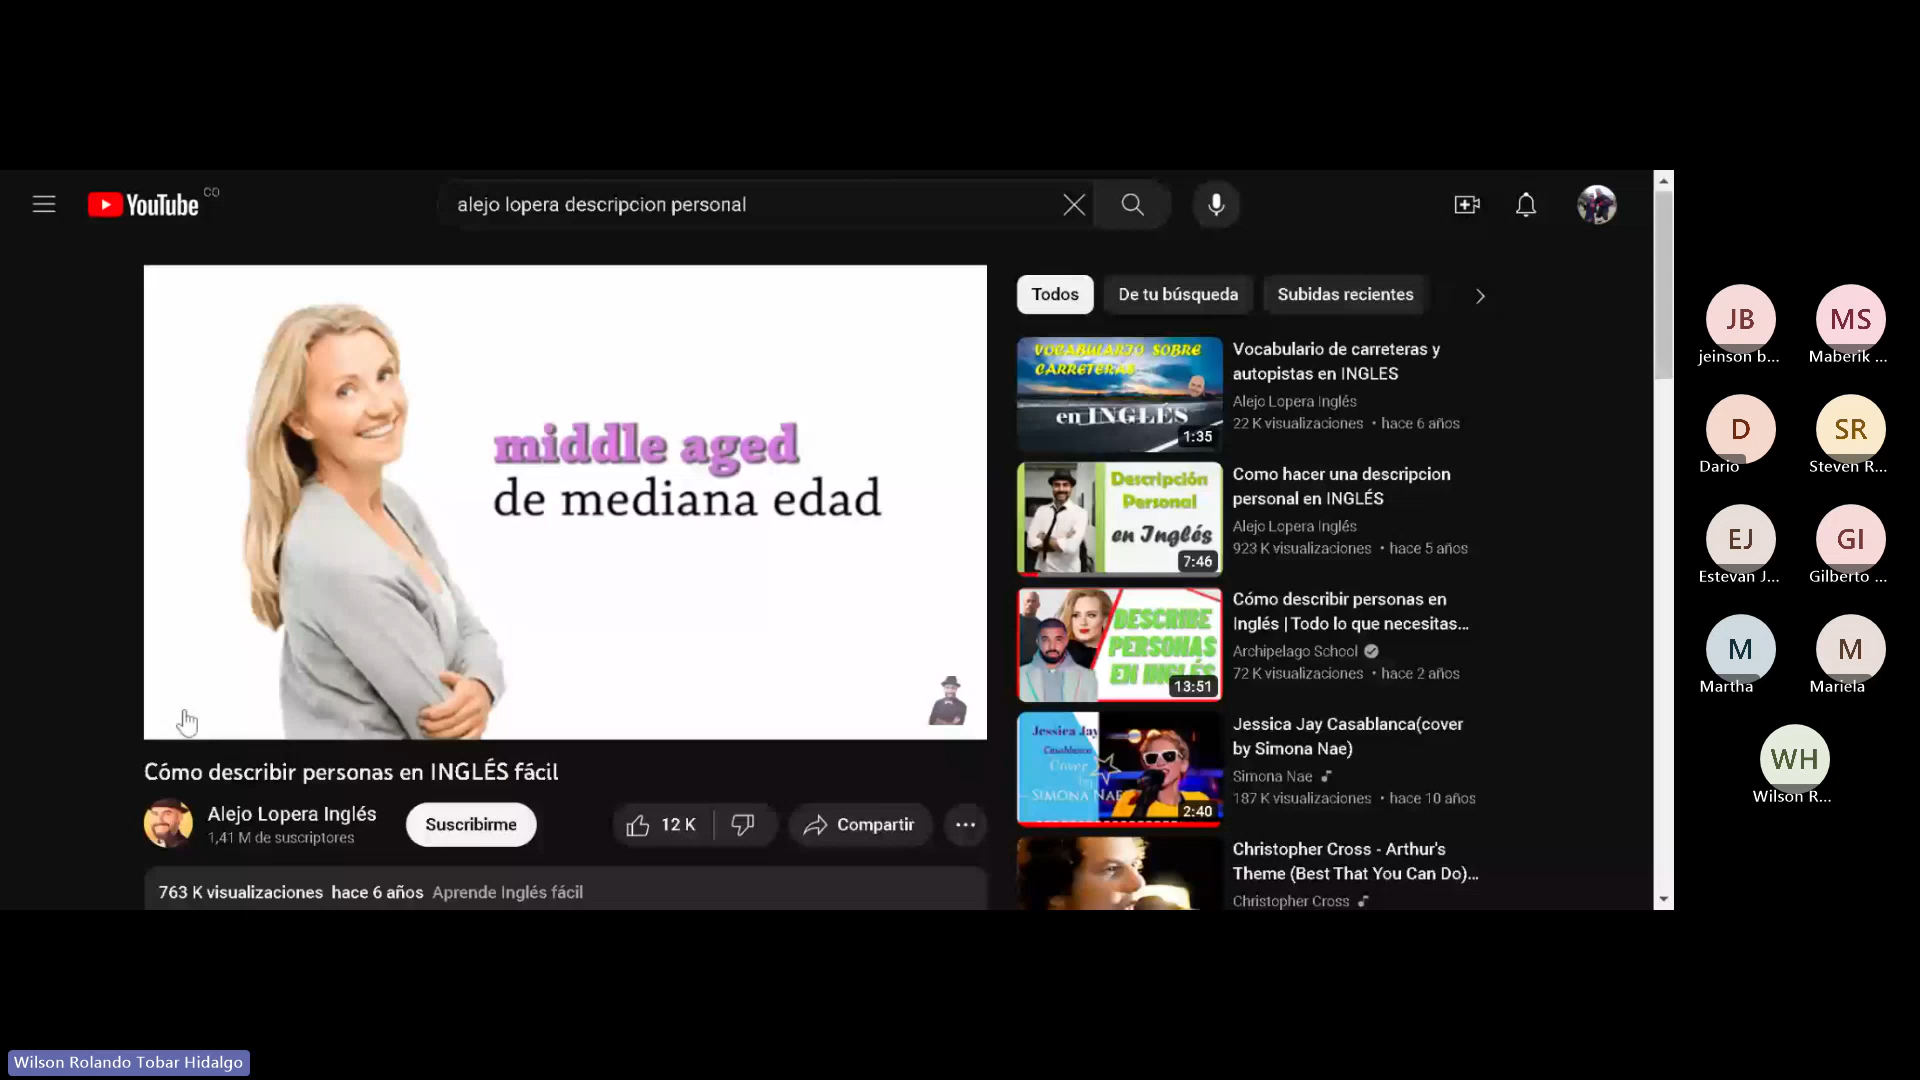 YouTube CO
alejo lopera descripcion personal
middle aged
de mediana edad
Cómo describir personas en INGLÉS fácil
Alejo Lopera Inglés
1,41 M de suscriptores
Suscribirme
12 K
Compartir
763 K visualizaciones hace 6 años Aprende Inglés fácil
Todos
De tu búsqueda
Subidas recientes
VOCABULARIO SOBRE
CARRETERAS
en INGLÉS
1:35
Vocabulario de carreteras y
autopistas en INGLES
Alejo Lopera Inglés
22 K visualizaciones • hace 6 años
Descripción
Personal
en Inglés
7:46
Como hacer una descripcion
personal en INGLÉS
Alejo Lopera Inglés
923 K visualizaciones • hace 5 años
DESCRIBE
PERSONAS
EN INGLÉS
13:51
Cómo describir personas en
Inglés | Todo lo que necesitas...
Archipelago School
72 K visualizaciones • hace 2 años
Jessica Jay
Casablanca
Cover
by
SIMONA NAE
2:40
Jessica Jay Casablanca(cover
by Simona Nae)
Simona Nae
187 K visualizaciones • hace 10 años
Christopher Cross - Arthur's
Theme (Best That You Can Do)...
Christopher Cross
JB
jeinson b...
MS
Maberik ...
D
Dario
SR
Steven R...
EJ
Estevan J...
GI
Gilberto ...
M
Martha
M
Mariela
WH
Wilson R...
Wilson Rolando Tobar Hidalgo